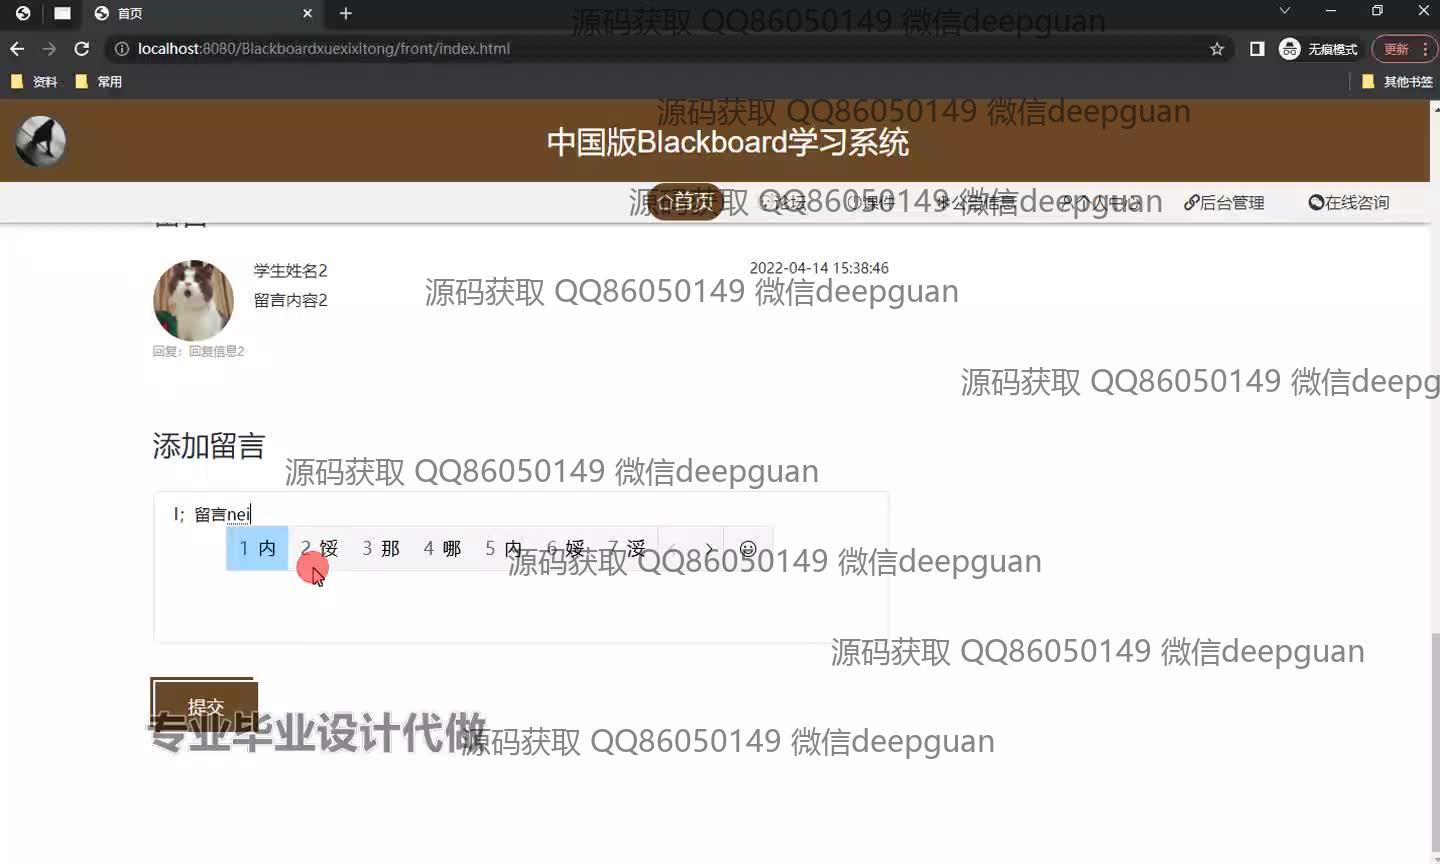 首页
源码获取 QQ86050149 微信deepguan
localhost:8080/Blackboardxuexixitong/front/index.html
无痕模式
更新
资料
常用
其他书签
源码获取 QQ86050149 微信deepguan
中国版Blackboard学习系统
源码获取 QQ86050149 微信deepguan
首页
论坛
课件
公告信息
个人中心
后台管理
在线咨询
留言
学生姓名2
2022-04-14 15:38:46
留言内容2
源码获取 QQ86050149 微信deepguan
回复：回复信息2
源码获取 QQ86050149 微信deepg
添加留言
源码获取 QQ86050149 微信deepguan
l；留言nei
1 内 2 馁 3 那 4 哪 5 内 6 娞 7 浽
源码获取 QQ86050149 微信deepguan
源码获取 QQ86050149 微信deepguan
提交
专业毕业设计代做
源码获取 QQ86050149 微信deepguan